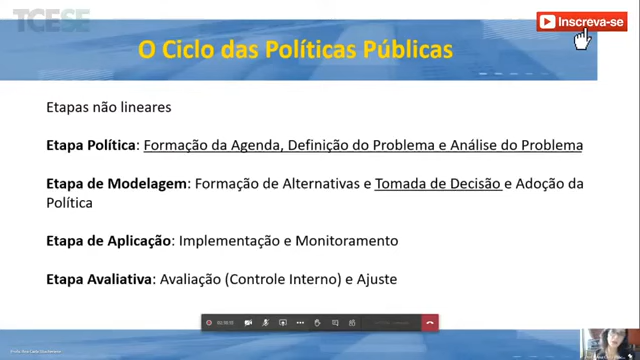 TCESE
Inscreva-se
O Ciclo das Políticas Públicas
Etapas não lineares
Etapa Política: Formação da Agenda, Definição do Problema e Análise do Problema
Etapa de Modelagem: Formação de Alternativas e Tomada de Decisão e Adoção da
Política
Etapa de Aplicação: Implementação e Monitoramento
Etapa Avaliativa: Avaliação (Controle Interno) e Ajuste